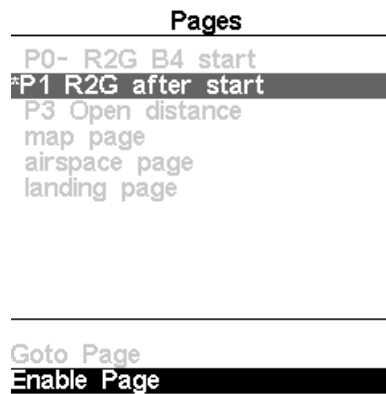 Pages
P0- R2G B4 start
*P1 R2G after start
P3 Open distance
map page
airspace page
landing page
Goto Page
Enable Page